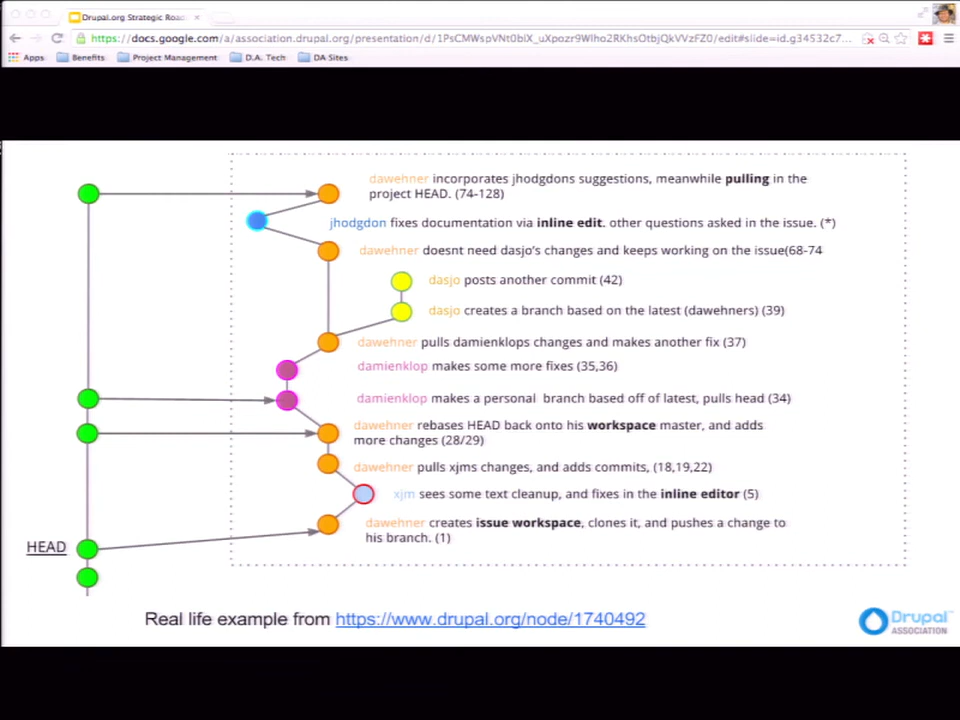 Drupal.org Strategic Roa
https://docs.google.com/a/association.drupal.org/presentation/d/1PsCMWspVNt0biX_uXpozr9Wlho2RKhsOtbjQkVVzFZ0/edit#slide=id.g34532c7...
Apps Benefits Project Management D.A. Tech DA Sites
dawehner incorporates jhodgdons suggestions, meanwhile pulling in the
project HEAD. (74-128)
jhodgdon fixes documentation via inline edit. other questions asked in the issue. (*)
dawehner doesnt need dasjo's changes and keeps working on the issue(68-74
dasjo posts another commit (42)
dasjo creates a branch based on the latest (dawehners) (39)
dawehner pulls damienklops changes and makes another fix (37)
damienklop makes some more fixes (35,36)
damienklop makes a personal branch based off of latest, pulls head (34)
dawehner rebases HEAD back onto his workspace master, and adds
more changes (28/29)
dawehner pulls xjms changes, and adds commits, (18,19,22)
xjm sees some text cleanup, and fixes in the inline editor (5)
dawehner creates issue workspace, clones it, and pushes a change to
his branch. (1)
HEAD
Real life example from https://www.drupal.org/node/1740492
Drupal
ASSOCIATION